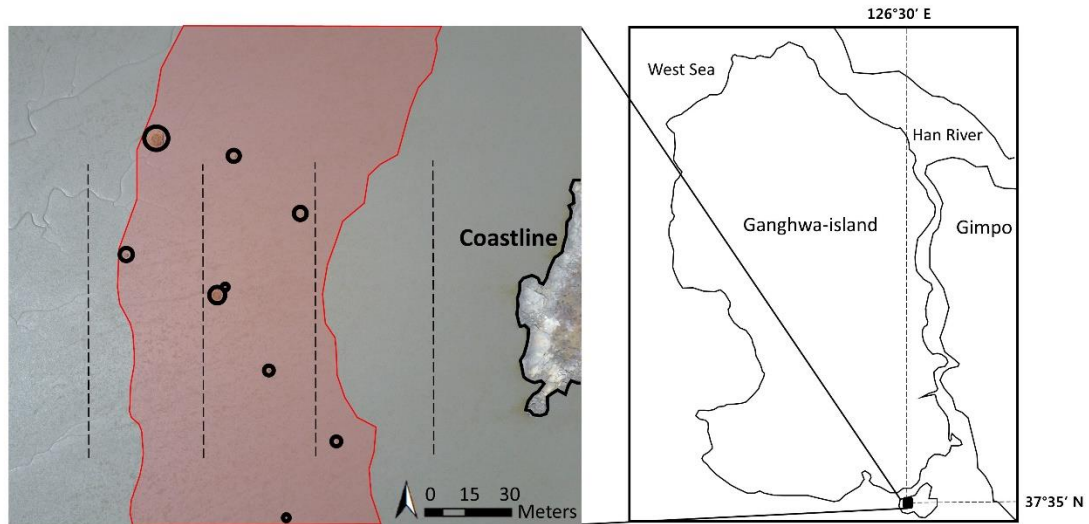 126°30′ E
West Sea
Han River
Ganghwa-island
Gimpo
Coastline
0 15 30
Meters
37°35′ N